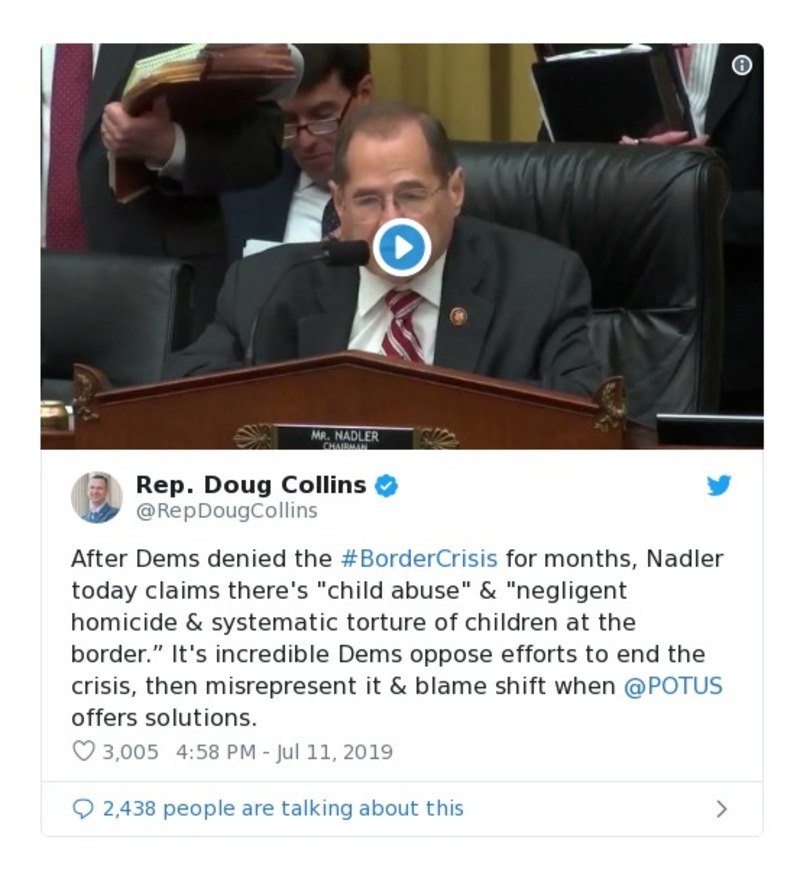 MR. NADLER
CHAIRMAN
Rep. Doug Collins
@RepDougCollins
After Dems denied the #BorderCrisis for months, Nadler
today claims there's "child abuse" & "negligent
homicide & systematic torture of children at the
border.” It's incredible Dems oppose efforts to end the
crisis, then misrepresent it & blame shift when @POTUS
offers solutions.
3,005 4:58 PM - Jul 11, 2019
2,438 people are talking about this